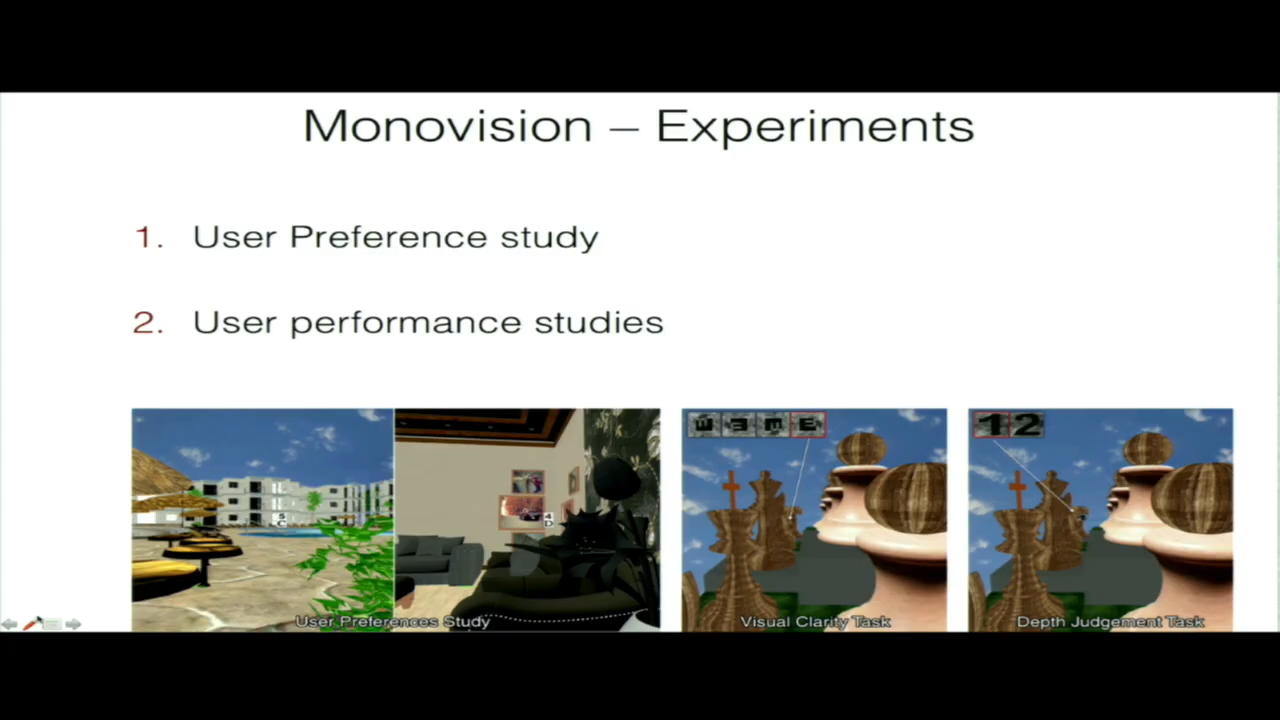 Monovision – Experiments
1. User Preference study
2. User performance studies
12
User Preferences Study
Visual Clarity Task
Depth Judgement Task